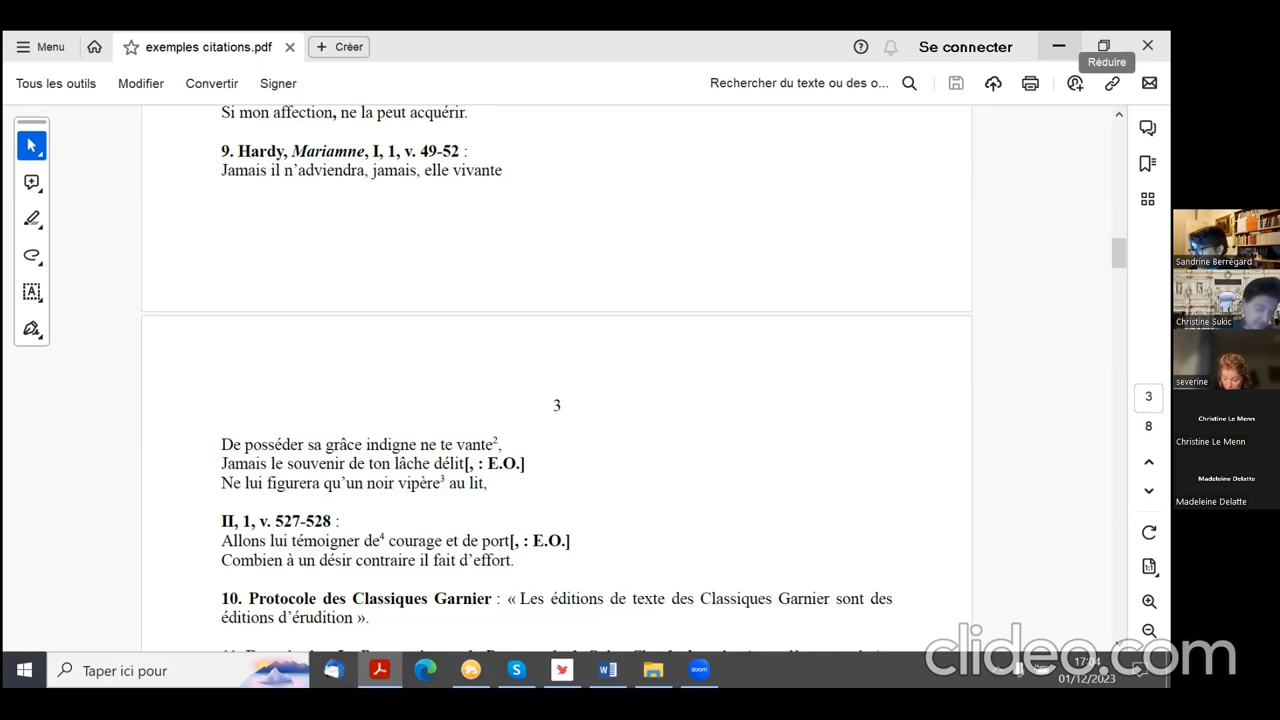 Menu
exemples citations.pdf
Créer
Se connecter
Réduire
Tous les outils
Modifier
Convertir
Signer
Rechercher du texte ou des o...
Si mon affection, ne la peut acquérir.
9. Hardy, Mariamne, I, 1, v. 49-52 :
Jamais il n'adviendra, jamais, elle vivante
3
De posséder sa grâce indigne ne te vante²,
Jamais le souvenir de ton lâche délit[, : E.O.]
Ne lui figurera qu'un noir vipère³ au lit,
II, 1, v. 527-528 :
Allons lui témoigner de⁴ courage et de port[, : E.O.]
Combien à un désir contraire il fait d'effort.
10. Protocole des Classiques Garnier : « Les éditions de texte des Classiques Garnier sont des
éditions d'érudition ».
3
8
Sandrine Berrégard
Christine Sukic
severine
Christine Le Menn
Christine Le Menn
Madeleine Delatte
Madeleine Delatte
clideo.com
Taper ici pour
17:04
01/12/2023